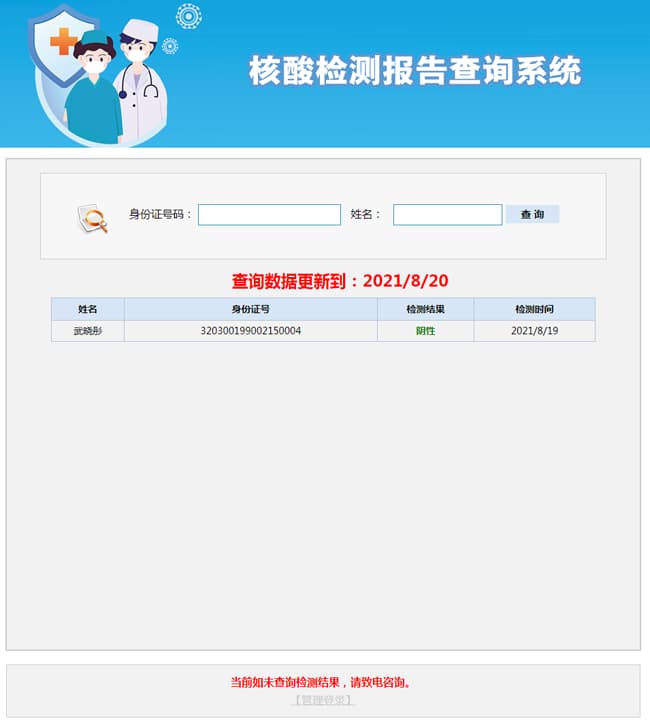 核酸检测报告查询系统
身份证号码： 姓名： 查 询
查询数据更新到：2021/8/20
姓名 身份证号 检测结果 检测时间
武晓彤 320300199002150004 阴性 2021/8/19
当前如未查询检测结果，请致电咨询。
【管理登录】